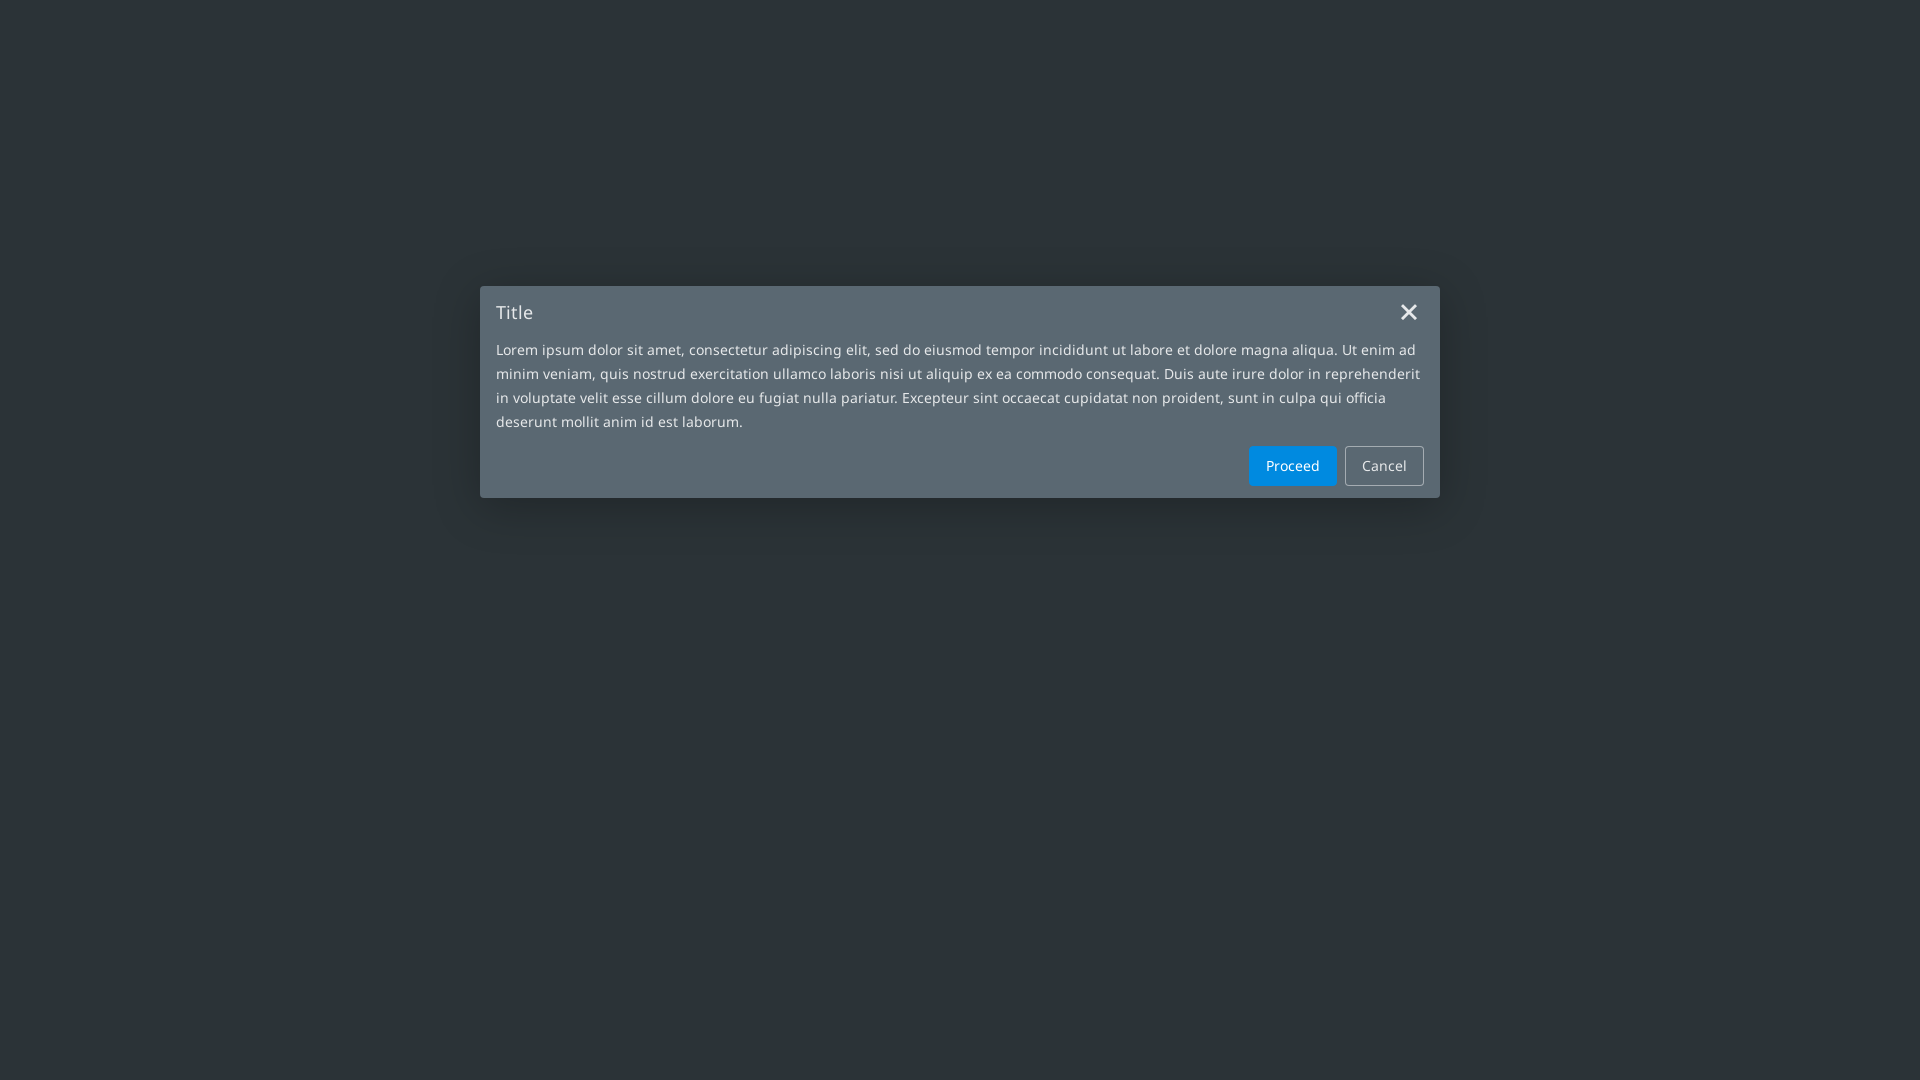 Title
Lorem ipsum dolor sit amet, consectetur adipiscing elit, sed do eiusmod tempor incididunt ut labore et dolore magna aliqua. Ut enim ad
minim veniam, quis nostrud exercitation ullamco laboris nisi ut aliquip ex ea commodo consequat. Duis aute irure dolor in reprehenderit
in voluptate velit esse cillum dolore eu fugiat nulla pariatur. Excepteur sint occaecat cupidatat non proident, sunt in culpa qui officia
deserunt mollit anim id est laborum.
Proceed Cancel